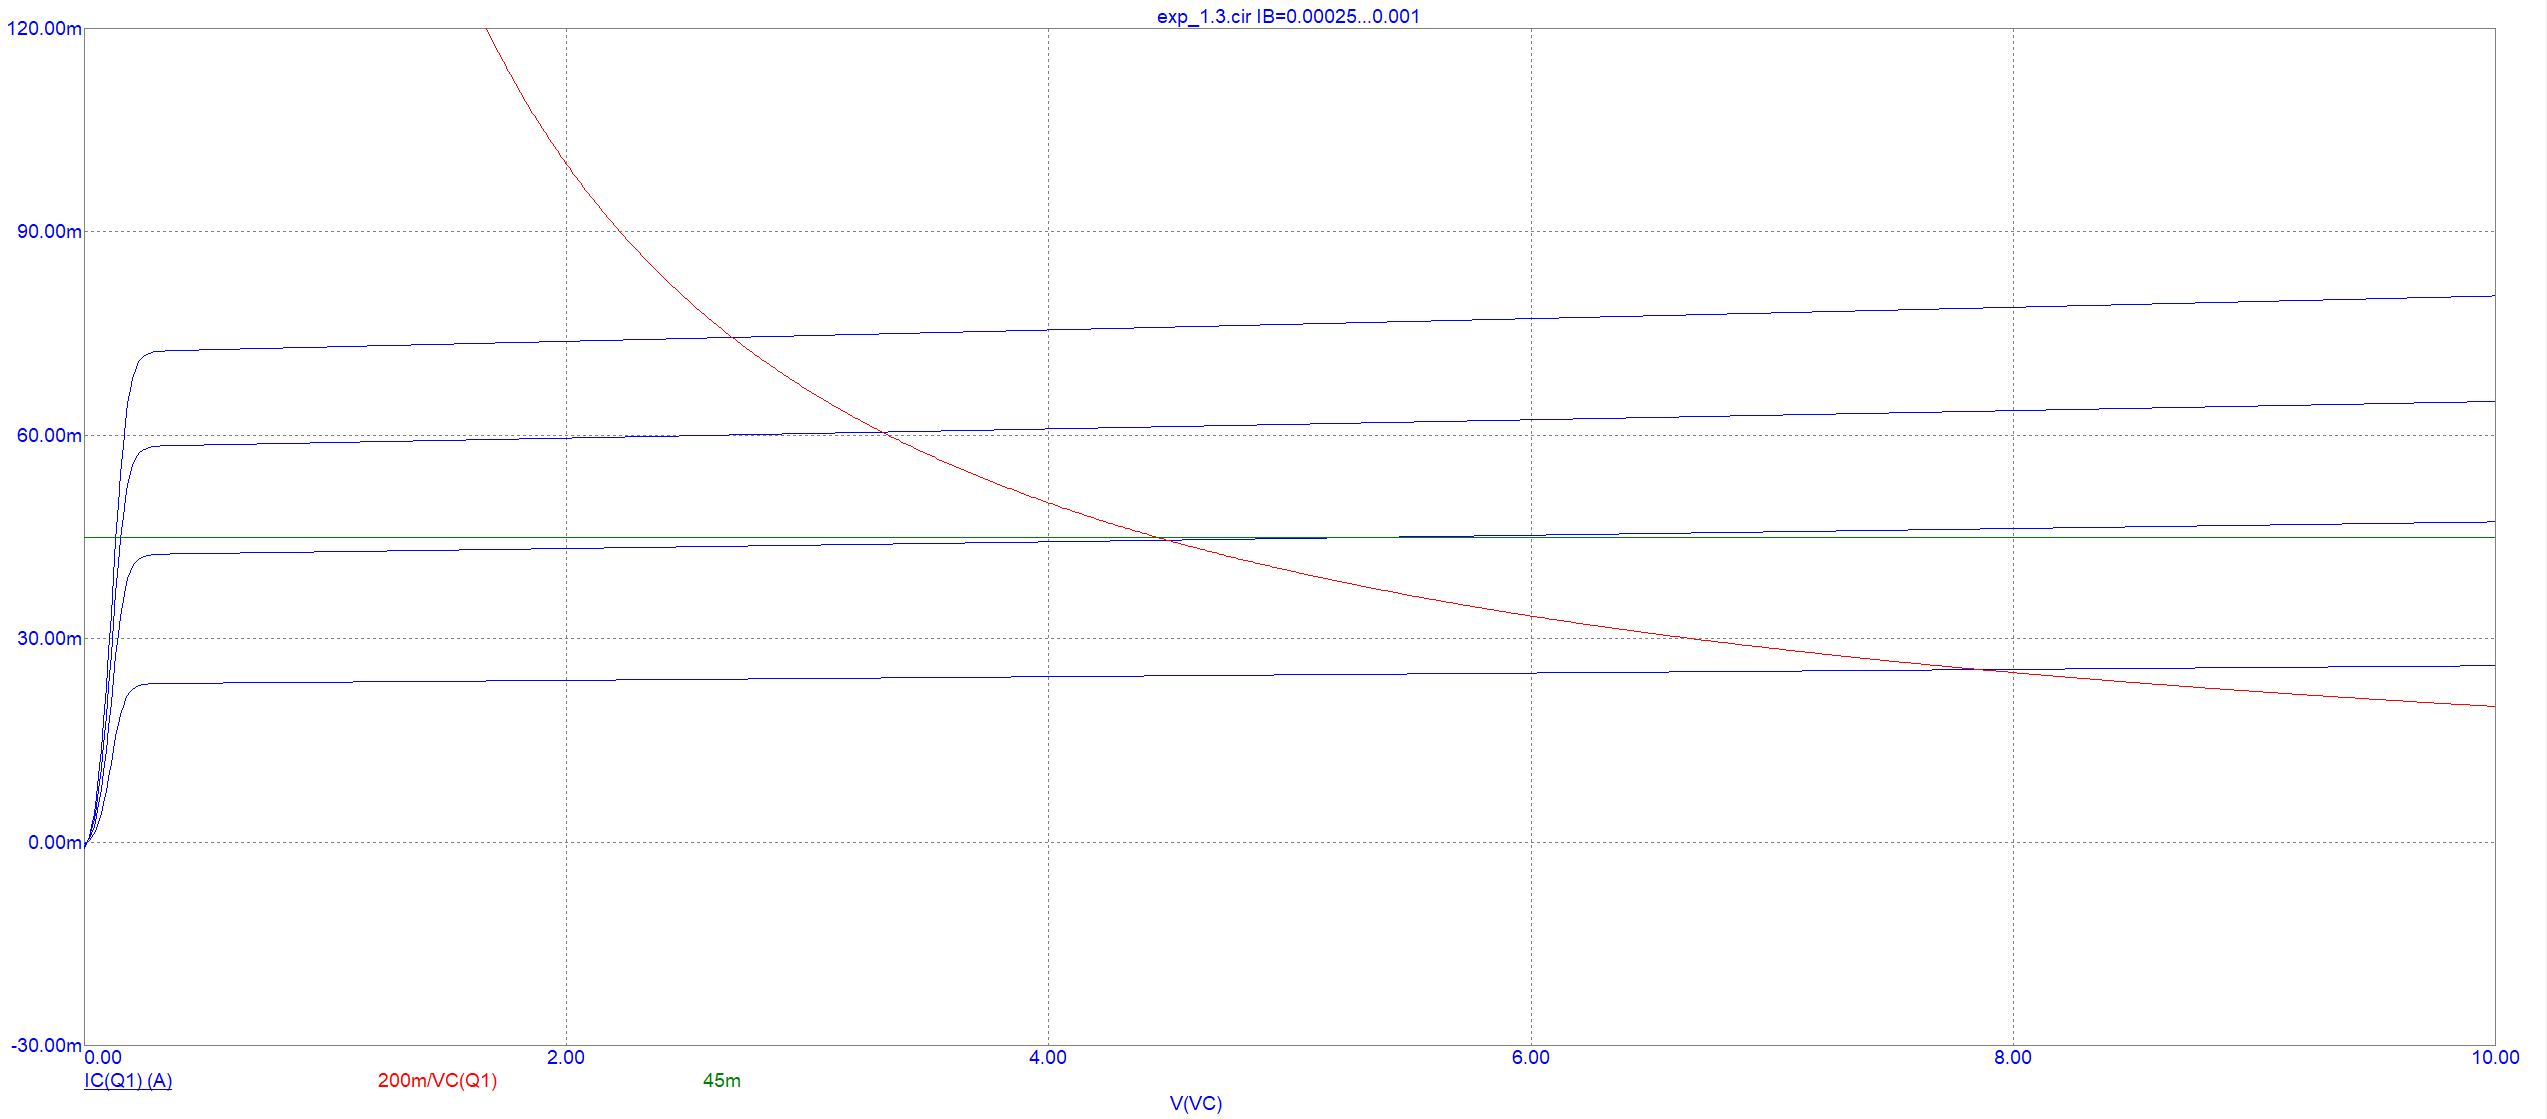 exp_1.3.cir IB=0.00025...0.001
120.00m
90.00m
60.00m
30.00m
0.00m
-30.00m
0.00 2.00 4.00 6.00 8.00 10.00
IC(Q1) (A) 200m/VC(Q1) 45m
V(VC)